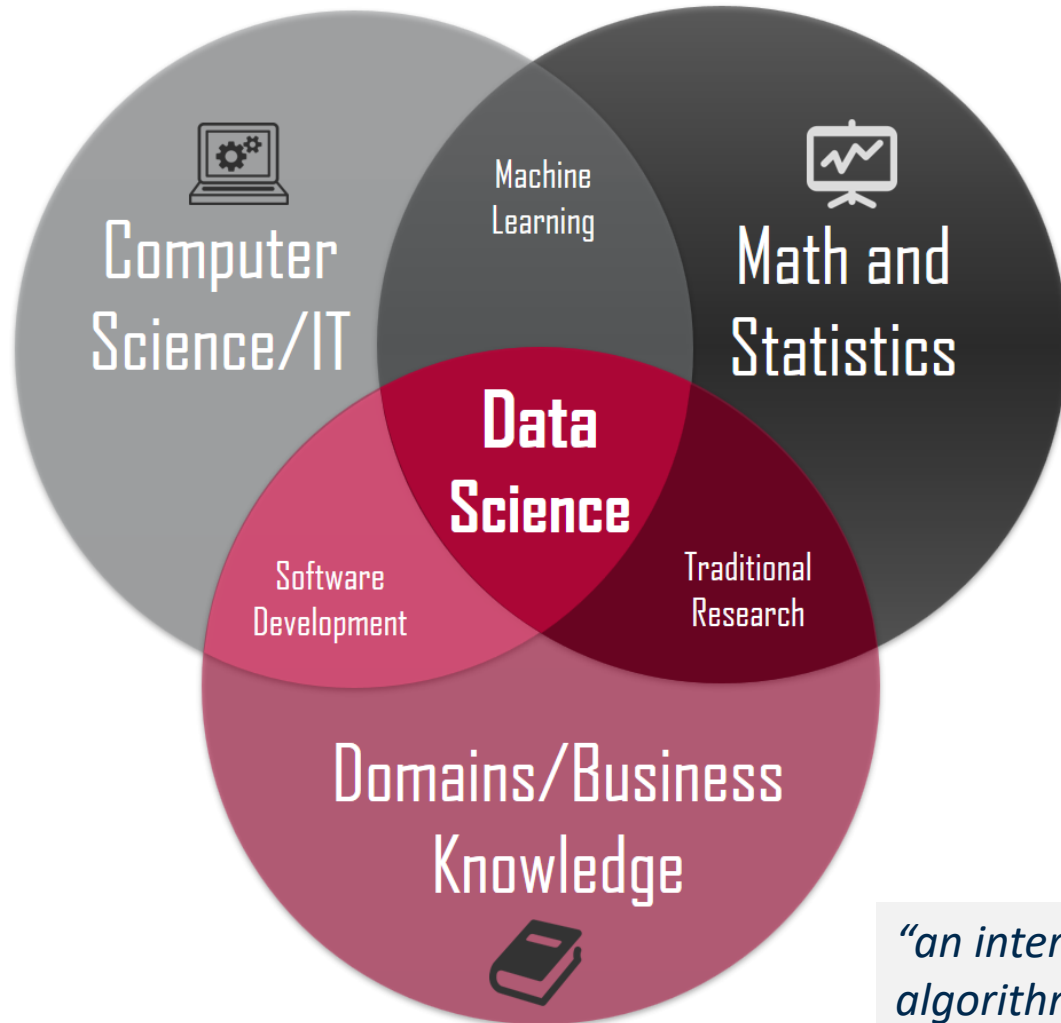 Machine
Learning
Computer
Science/IT
Math and
Statistics
Data
Science
Software
Development
Traditional
Research
Domains/Business
Knowledge
“an inter
algorithm